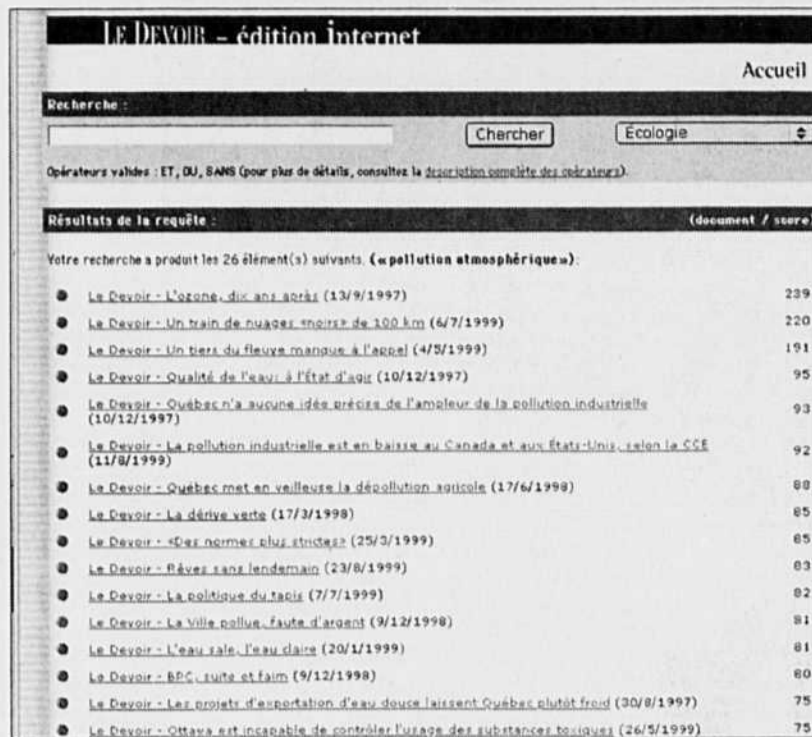 LE DEVOIR – édition internet
Accueil
Recherche :
Chercher
Écologie
Opérateurs valides : ET, OU, SANS (pour plus de détails, consultez la description complète des opérateurs).
Résultats de la requête : (document / score)
Votre recherche a produit les 26 élément(s) suivants. («pollution atmosphérique»):
Le Devoir - L'ozone, dix ans après (13/9/1997) 239
Le Devoir - Un train de nuages «noirs» de 100 km (6/7/1999) 220
Le Devoir - Un tiers du fleuve manque à l'appel (4/5/1999) 191
Le Devoir - Qualité de l'eau: à l'État d'agir (10/12/1997) 95
Le Devoir - Québec n'a aucune idée précise de l'ampleur de la pollution industrielle
(10/12/1997) 93
Le Devoir - La pollution industrielle est en baisse au Canada et aux États-Unis, selon la CCE
(11/8/1999) 92
Le Devoir - Québec met en veilleuse la dépollution agricole (17/6/1998) 88
Le Devoir - La dérive verte (17/3/1998) 85
Le Devoir - «Des normes plus strictes» (25/3/1999) 85
Le Devoir - Rêves sans lendemain (23/8/1999) 83
Le Devoir - La politique du tapis (7/7/1999) 82
Le Devoir - La Ville pollue, faute d'argent (9/12/1998) 81
Le Devoir - L'eau sale, l'eau claire (20/1/1999) 81
Le Devoir - BPC, suite et faim (9/12/1998) 80
Le Devoir - Les projets d'exportation d'eau douce laissent Québec plutôt froid (30/8/1997) 75
Le Devoir - Ottawa est incapable de contrôler l'usage des substances toxiques (26/5/1999) 75